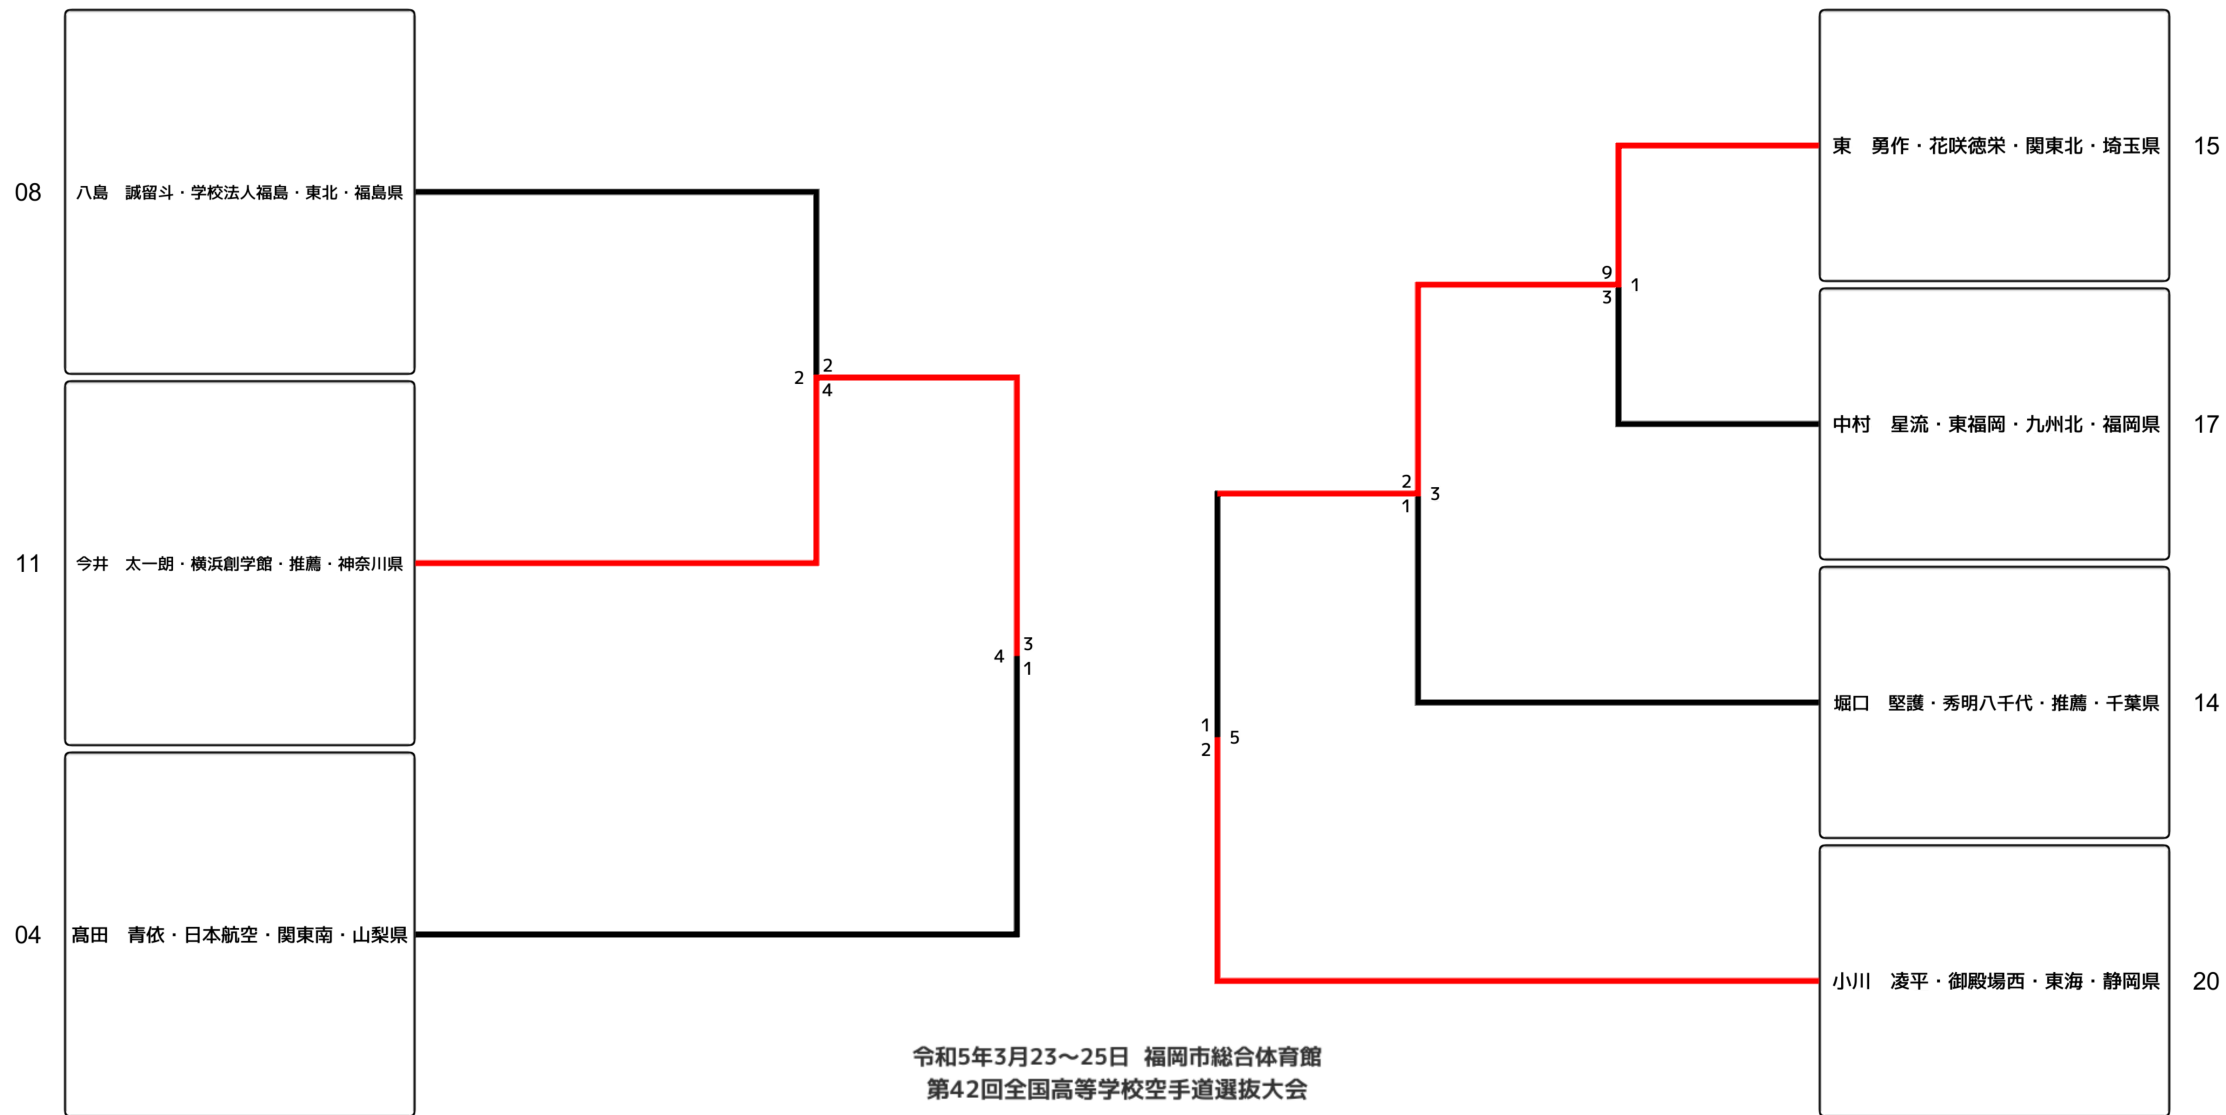 08
八島　誠留斗・学校法人福島・東北・福島県
2
2
4
11
今井　太一朗・横浜創学館・推薦・神奈川県
4
3
1
04
髙田　青依・日本航空・関東南・山梨県
東　勇作・花咲徳栄・関東北・埼玉県
15
9
3
1
中村　星流・東福岡・九州北・福岡県
17
2
1
3
堀口　堅護・秀明八千代・推薦・千葉県
14
1
2
5
小川　凌平・御殿場西・東海・静岡県
20
令和5年3月23〜25日　福岡市総合体育館
第42回全国高等学校空手道選抜大会